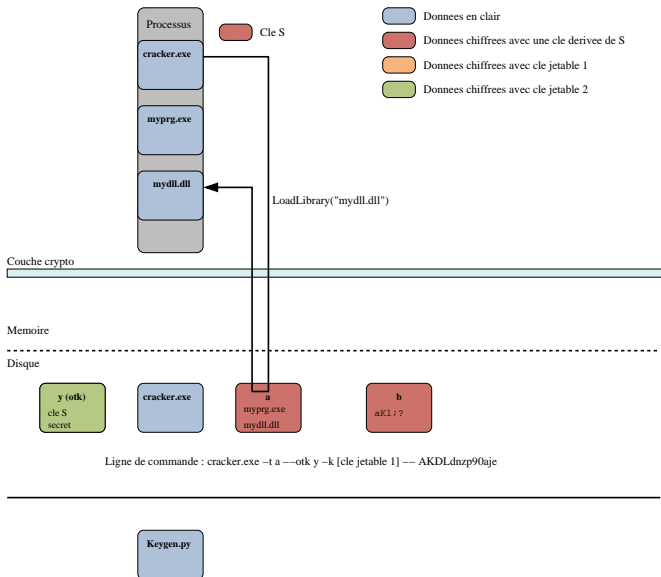 Processus
Cle S
Donnees en clair
Donnees chiffrees avec une cle derivee de S
Donnees chiffrees avec cle jetable 1
Donnees chiffrees avec cle jetable 2
cracker.exe
myprg.exe
mydll.dll
LoadLibrary("mydll.dll")
Couche crypto
Memoire
Disque
y (otk)
cle S
secret
cracker.exe
a
myprg.exe
mydll.dll
b
aKl;?
Ligne de commande : cracker.exe −t a −−otk y −k [cle jetable 1] −− AKDLdnzp90aje
Keygen.py